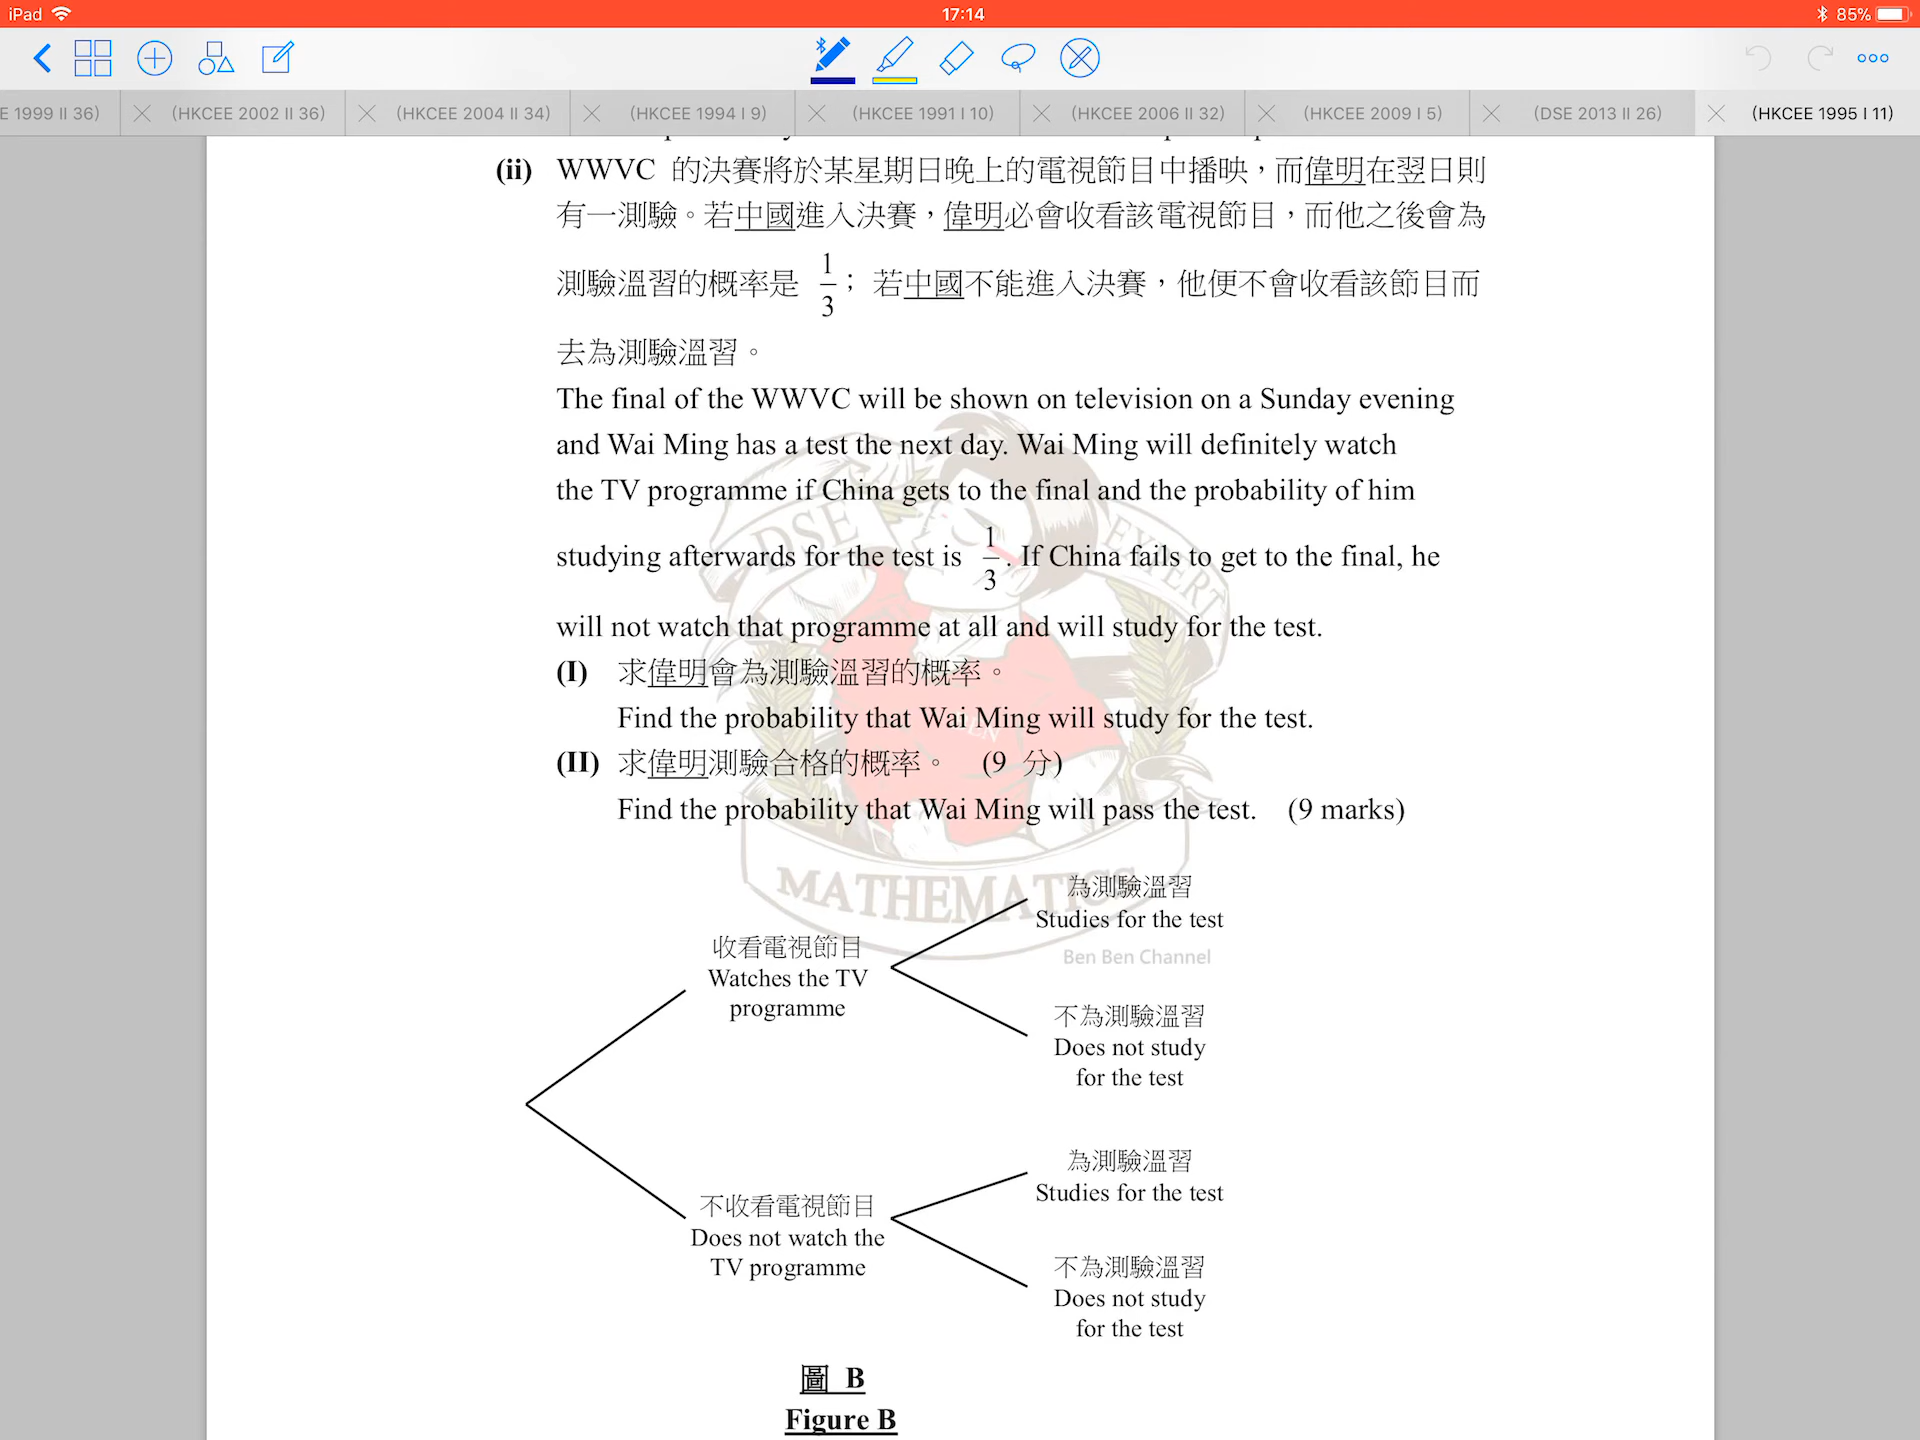 iPad
17:14
85%
E 1999 II 36)
(HKCEE 2002 II 36)
(HKCEE 2004 II 34)
(HKCEE 1994 I 9)
(HKCEE 1991 I 10)
(HKCEE 2006 II 32)
(HKCEE 2009 I 5)
(DSE 2013 II 26)
(HKCEE 1995 I 11)
(ii) WWVC 的決賽將於某星期日晚上的電視節目中播映，而偉明在翌日則
有一測驗。若中國進入決賽，偉明必會收看該電視節目，而他之後會為
測驗溫習的概率是 1/3； 若中國不能進入決賽，他便不會收看該節目而
去為測驗溫習。
The final of the WWVC will be shown on television on a Sunday evening
and Wai Ming has a test the next day. Wai Ming will definitely watch
the TV programme if China gets to the final and the probability of him
studying afterwards for the test is 1/3. If China fails to get to the final, he
will not watch that programme at all and will study for the test.
(I) 求偉明會為測驗溫習的概率。
Find the probability that Wai Ming will study for the test.
(II) 求偉明測驗合格的概率。 (9 分)
Find the probability that Wai Ming will pass the test. (9 marks)
DSE
EXPERT
BEN
MATHEMATICS
Ben Ben Channel
收看電視節目
Watches the TV
programme
為測驗溫習
Studies for the test
不為測驗溫習
Does not study
for the test
不收看電視節目
Does not watch the
TV programme
為測驗溫習
Studies for the test
不為測驗溫習
Does not study
for the test
圖 B
Figure B